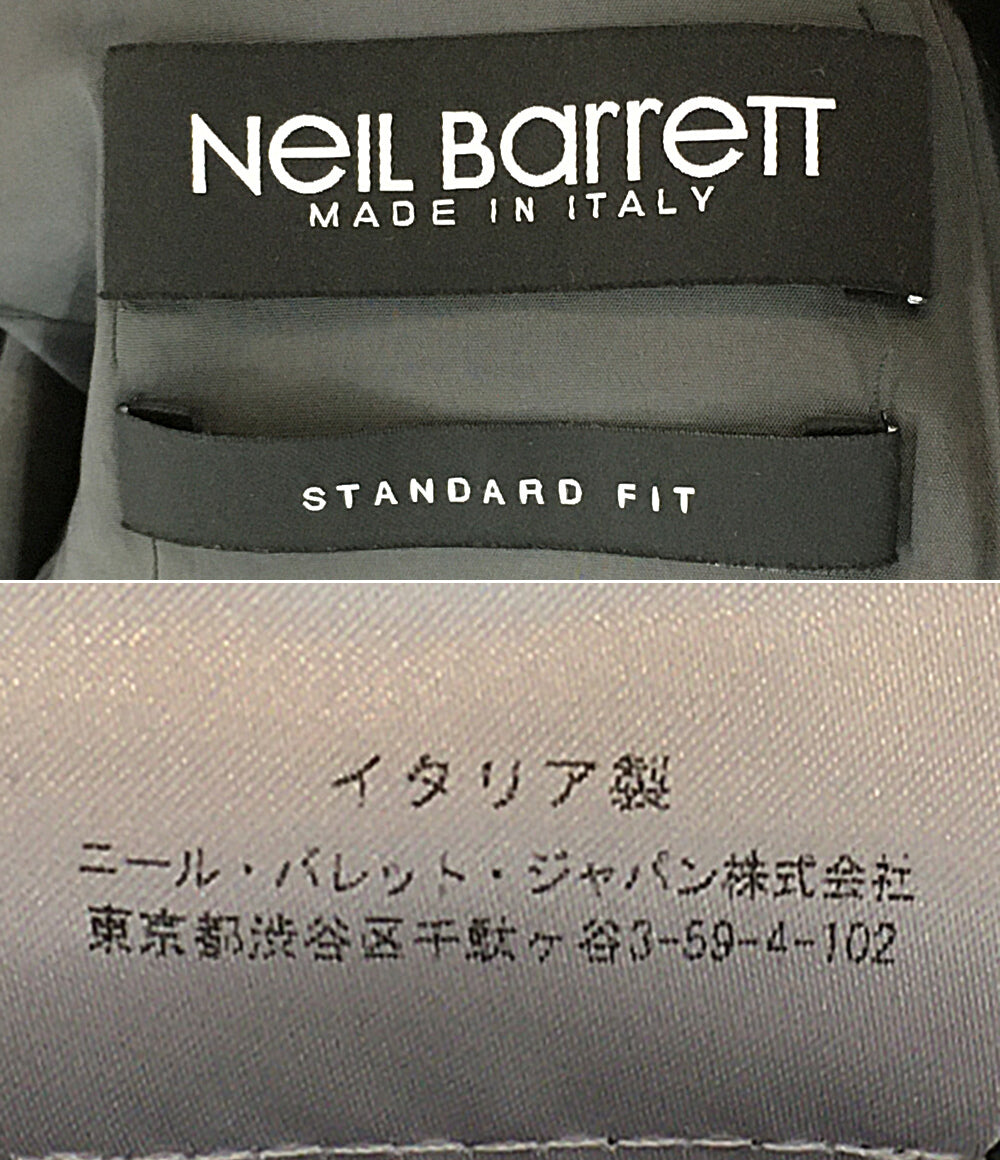 Neil Barrett
MADE IN ITALY
STANDARD FIT
イタリア製
ニール・バレット・ジャパン株式会社
東京都渋谷区千駄ヶ谷3-59-4-102